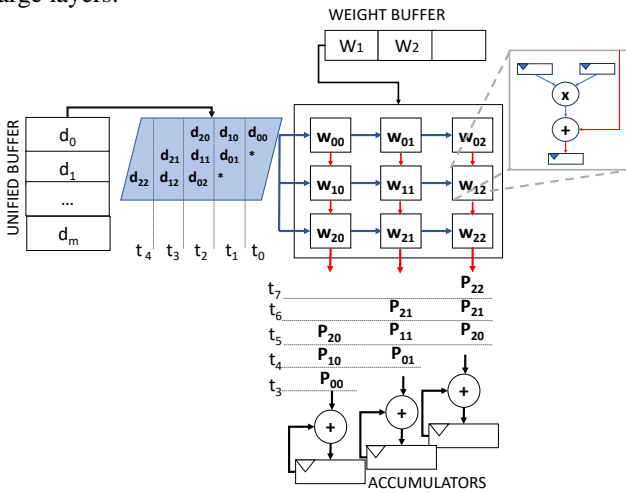 arge layers.
WEIGHT BUFFER
W1 W2
UNIFIED BUFFER
d0
d1
...
dm
d20 d10 d00
d21 d11 d01 *
d22 d12 d02 *
t4 t3 t2 t1 t0
w00 w01 w02
w10 w11 w12
w20 w21 w22
x
+
t7 P22
t6 P21 P21
t5 P20 P11 P20
t4 P10 P01
t3 P00
+ + +
ACCUMULATORS